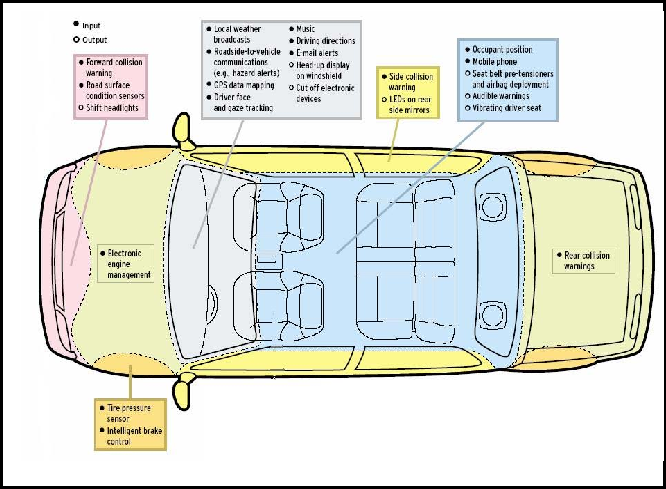 ● Input
○ Output
● Forward collision
warning
● Road surface
condition sensors
○ Shift headlights
● Local weather
broadcasts
● Roadside-to-vehicle
communications
(e.g., hazard alerts)
● GPS data mapping
● Driver face
and gaze tracking
● Music
● Driving directions
● E-mail alerts
○ Head-up display
on windshield
○ Cut off electronic
devices
● Side collision
warning
○ LEDs on rear
side mirrors
● Occupant position
● Mobile phone
○ Seat belt pre-tensioners
and airbag deployment
○ Audible warnings
○ Vibrating driver seat
● Electronic
engine
management
● Rear collision
warnings
● Tire pressure
sensor
● Intelligent brake
control